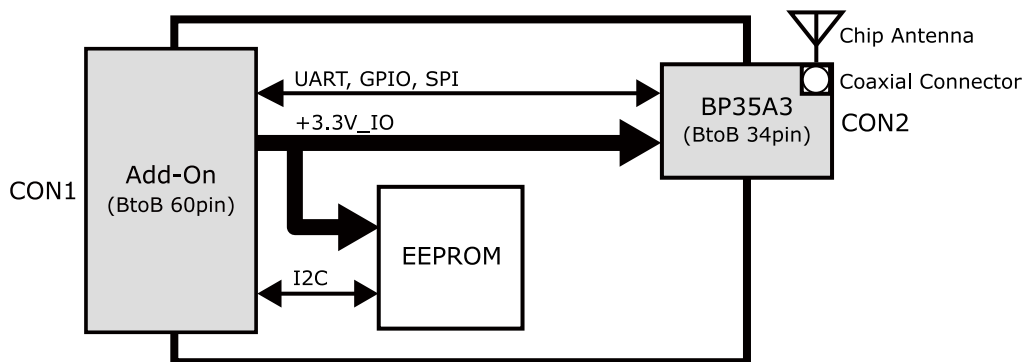 Chip Antenna
UART, GPIO, SPI
Coaxial Connector
BP35A3
(BtoB 34pin)
CON2
+3.3V_IO
CON1
Add-On
(BtoB 60pin)
EEPROM
I2C